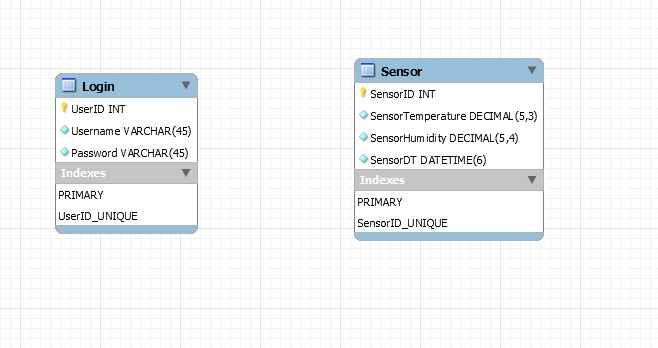 Login
UserID INT
Username VARCHAR(45)
Password VARCHAR(45)
Indexes
PRIMARY
UserID_UNIQUE
Sensor
SensorID INT
SensorTemperature DECIMAL(5,3)
SensorHumidity DECIMAL(5,4)
SensorDT DATETIME(6)
Indexes
PRIMARY
SensorID_UNIQUE